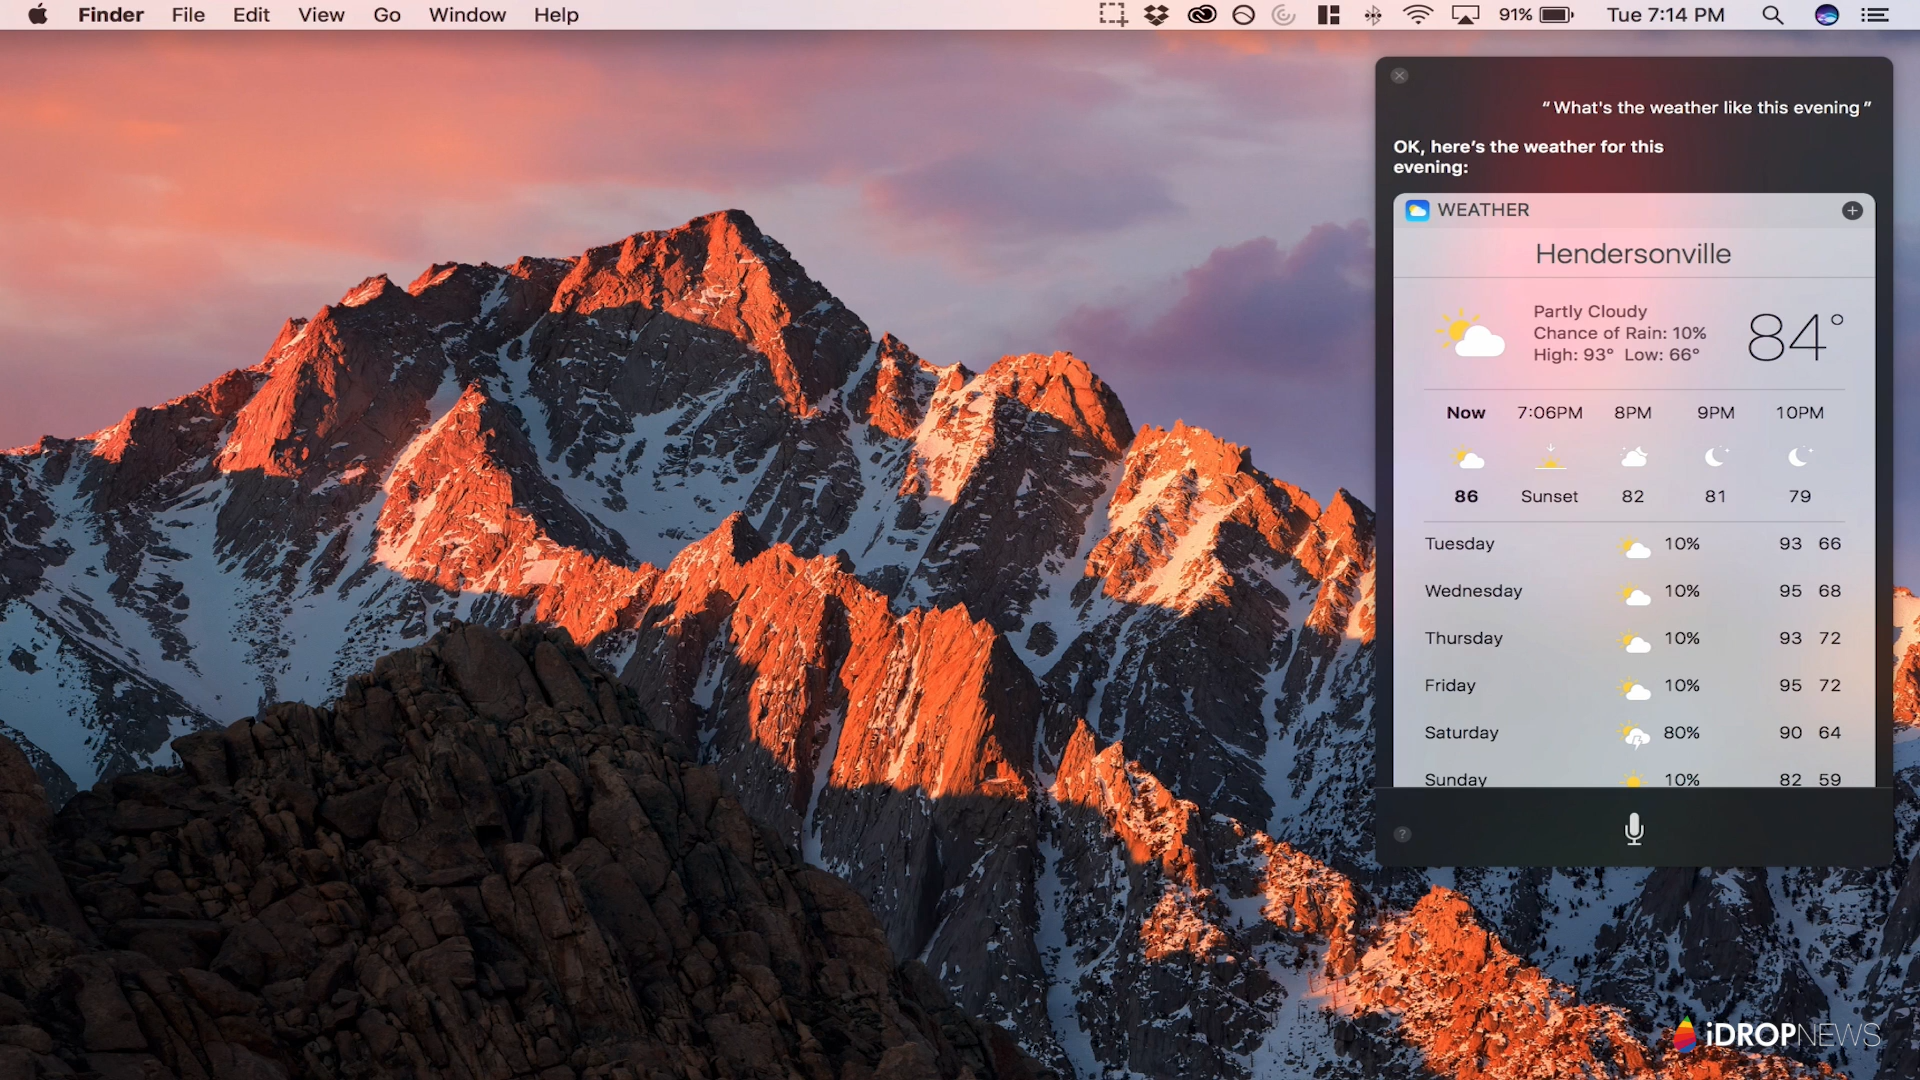 Finder File Edit View Go Window Help 91% Tue 7:14 PM
“ What's the weather like this evening ”
OK, here’s the weather for this
evening:
WEATHER
Hendersonville
Partly Cloudy
Chance of Rain: 10%
High: 93° Low: 66°
84°
Now 7:06PM 8PM 9PM 10PM
86 Sunset 82 81 79
Tuesday 10% 93 66
Wednesday 10% 95 68
Thursday 10% 93 72
Friday 10% 95 72
Saturday 80% 90 64
Sunday 10% 82 59
?
iDROPNEWS